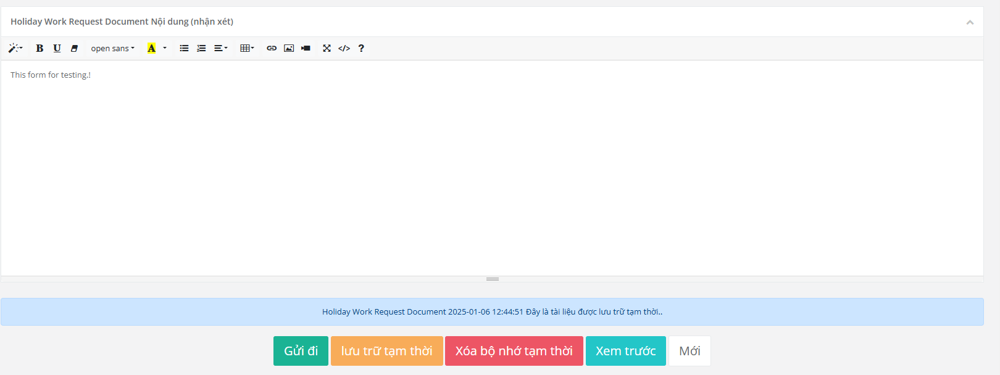 Holiday Work Request Document Nội dung (nhận xét)
B U open sans A </> ?
This form for testing.!
Holiday Work Request Document 2025-01-06 12:44:51 Đây là tài liệu được lưu trữ tạm thời..
Gửi đi lưu trữ tạm thời Xóa bộ nhớ tạm thời Xem trước Mới